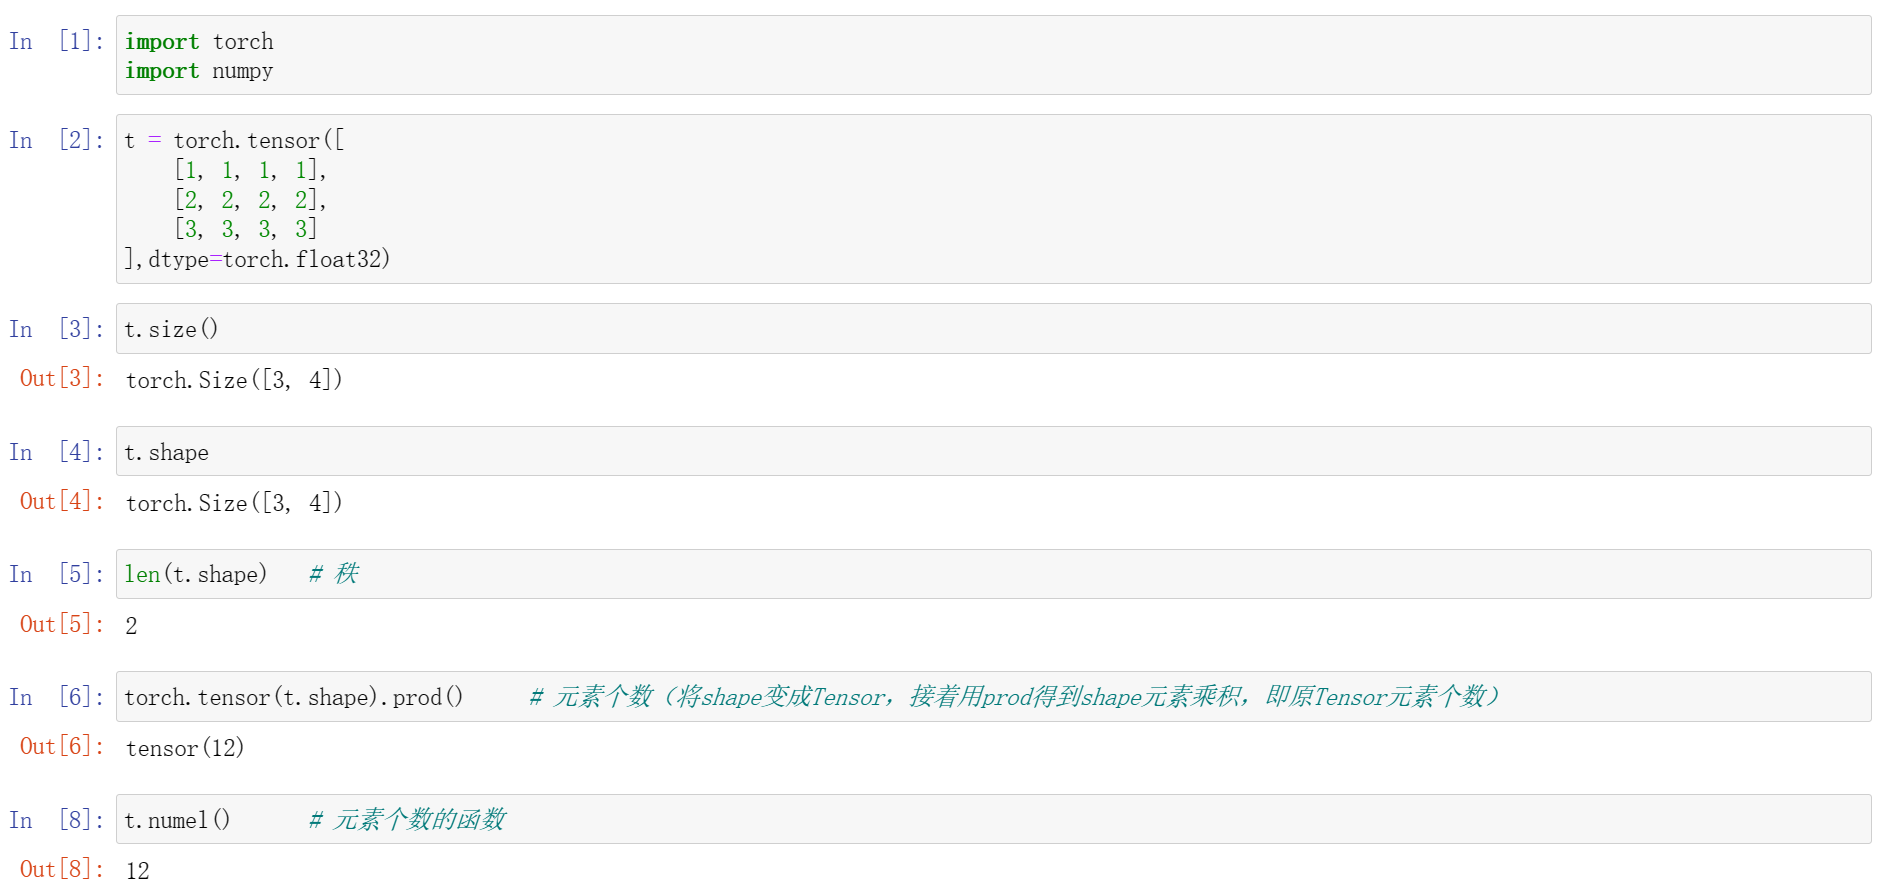 In [1]: import torch
import numpy
In [2]: t = torch.tensor([
[1, 1, 1, 1],
[2, 2, 2, 2],
[3, 3, 3, 3]
],dtype=torch.float32)
In [3]: t.size()
Out[3]: torch.Size([3, 4])
In [4]: t.shape
Out[4]: torch.Size([3, 4])
In [5]: len(t.shape) # 秩
Out[5]: 2
In [6]: torch.tensor(t.shape).prod() # 元素个数（将shape变成Tensor，接着用prod得到shape元素乘积，即原Tensor元素个数）
Out[6]: tensor(12)
In [8]: t.numel() # 元素个数的函数
Out[8]: 12